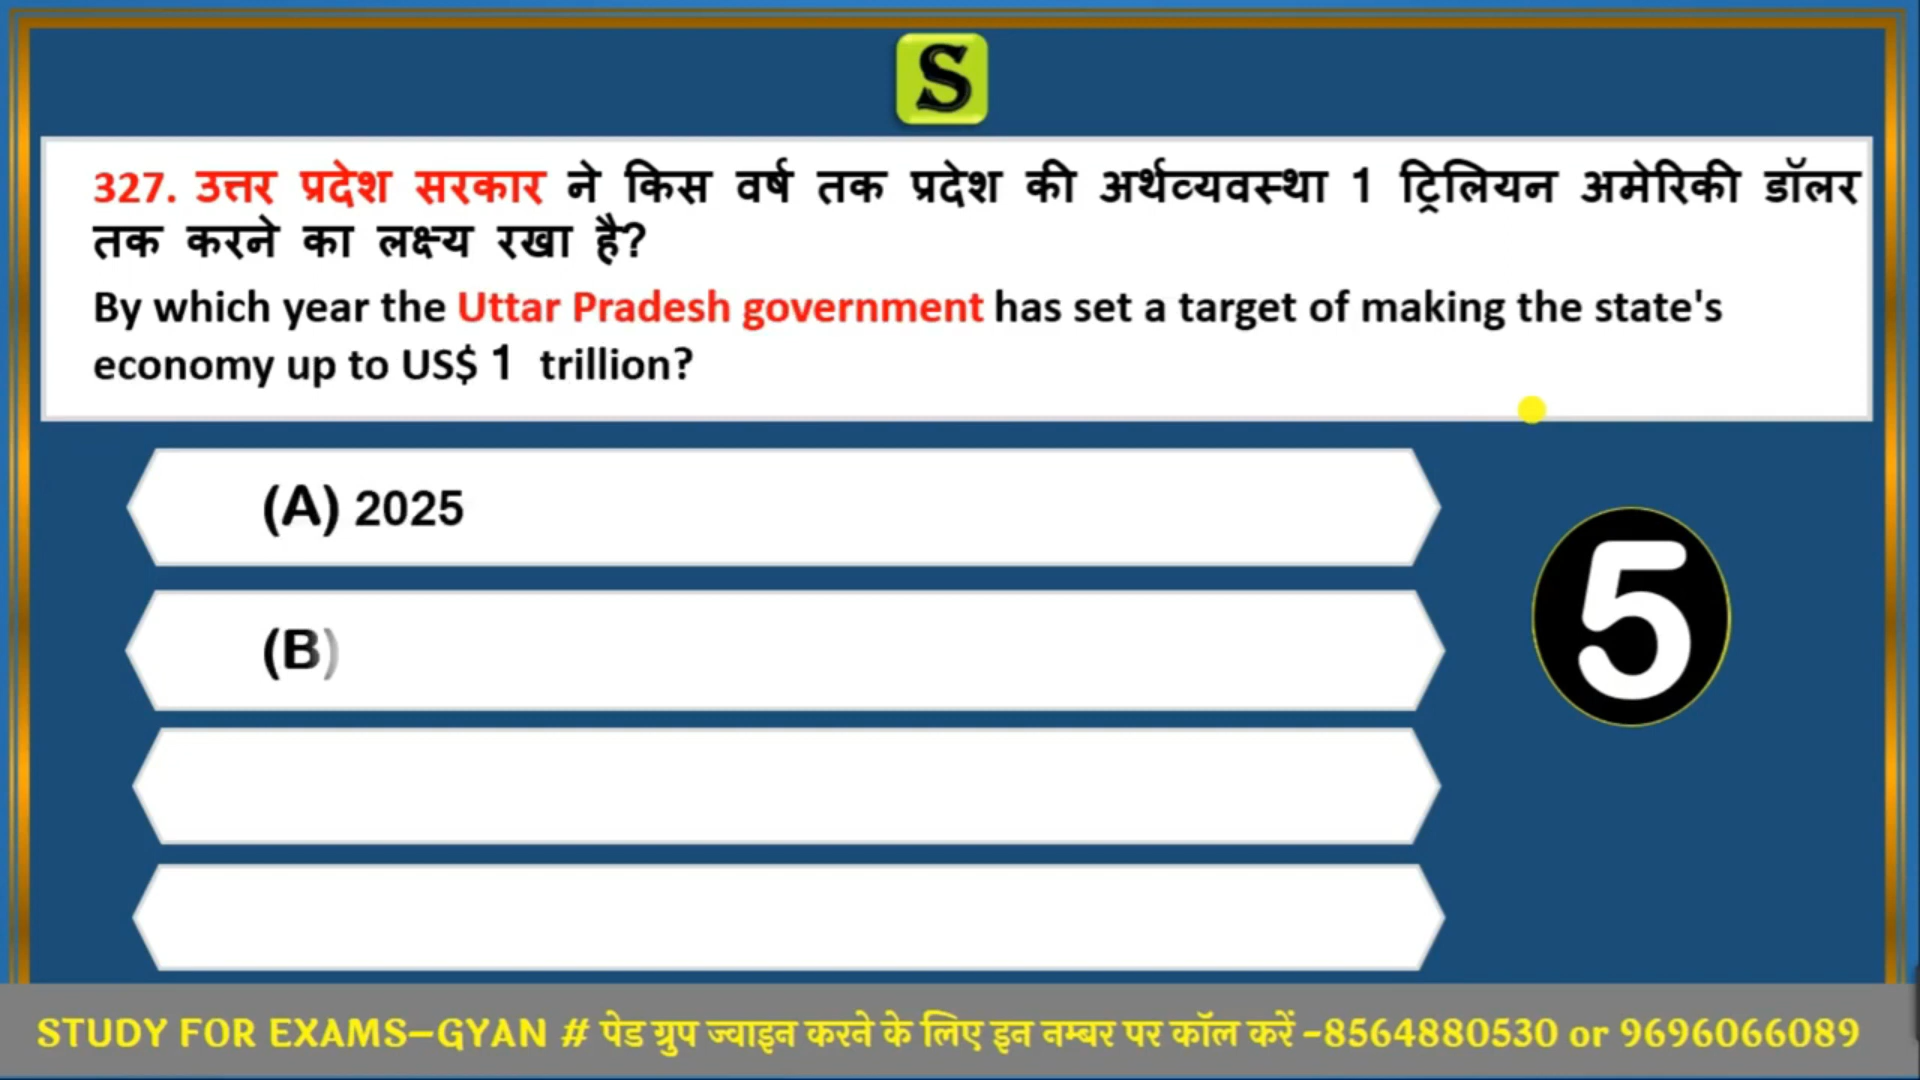 S
327. उत्तर प्रदेश सरकार ने किस वर्ष तक प्रदेश की अर्थव्यवस्था 1 ट्रिलियन अमेरिकी डॉलर
तक करने का लक्ष्य रखा है?
By which year the Uttar Pradesh government has set a target of making the state's
economy up to US$ 1 trillion?
(A) 2025
(B)
5
STUDY FOR EXAMS-GYAN # पेड ग्रुप ज्वाइन करने के लिए इन नम्बर पर कॉल करें -8564880530 or 9696066089